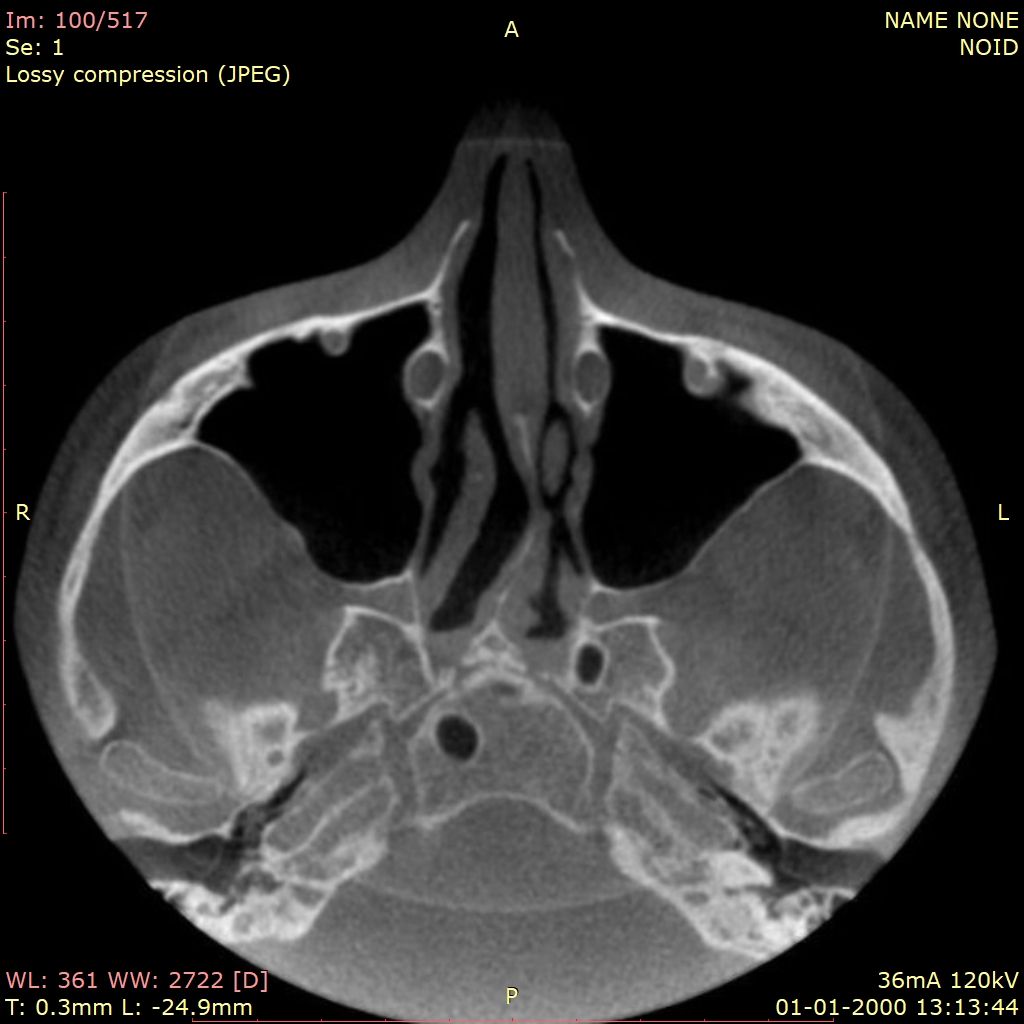 Im: 100/517
Se: 1
Lossy compression (JPEG)
A
NAME NONE
NOID
R
L
WL: 361 WW: 2722 [D]
T: 0.3mm L: -24.9mm
P
36mA 120kV
01-01-2000 13:13:44